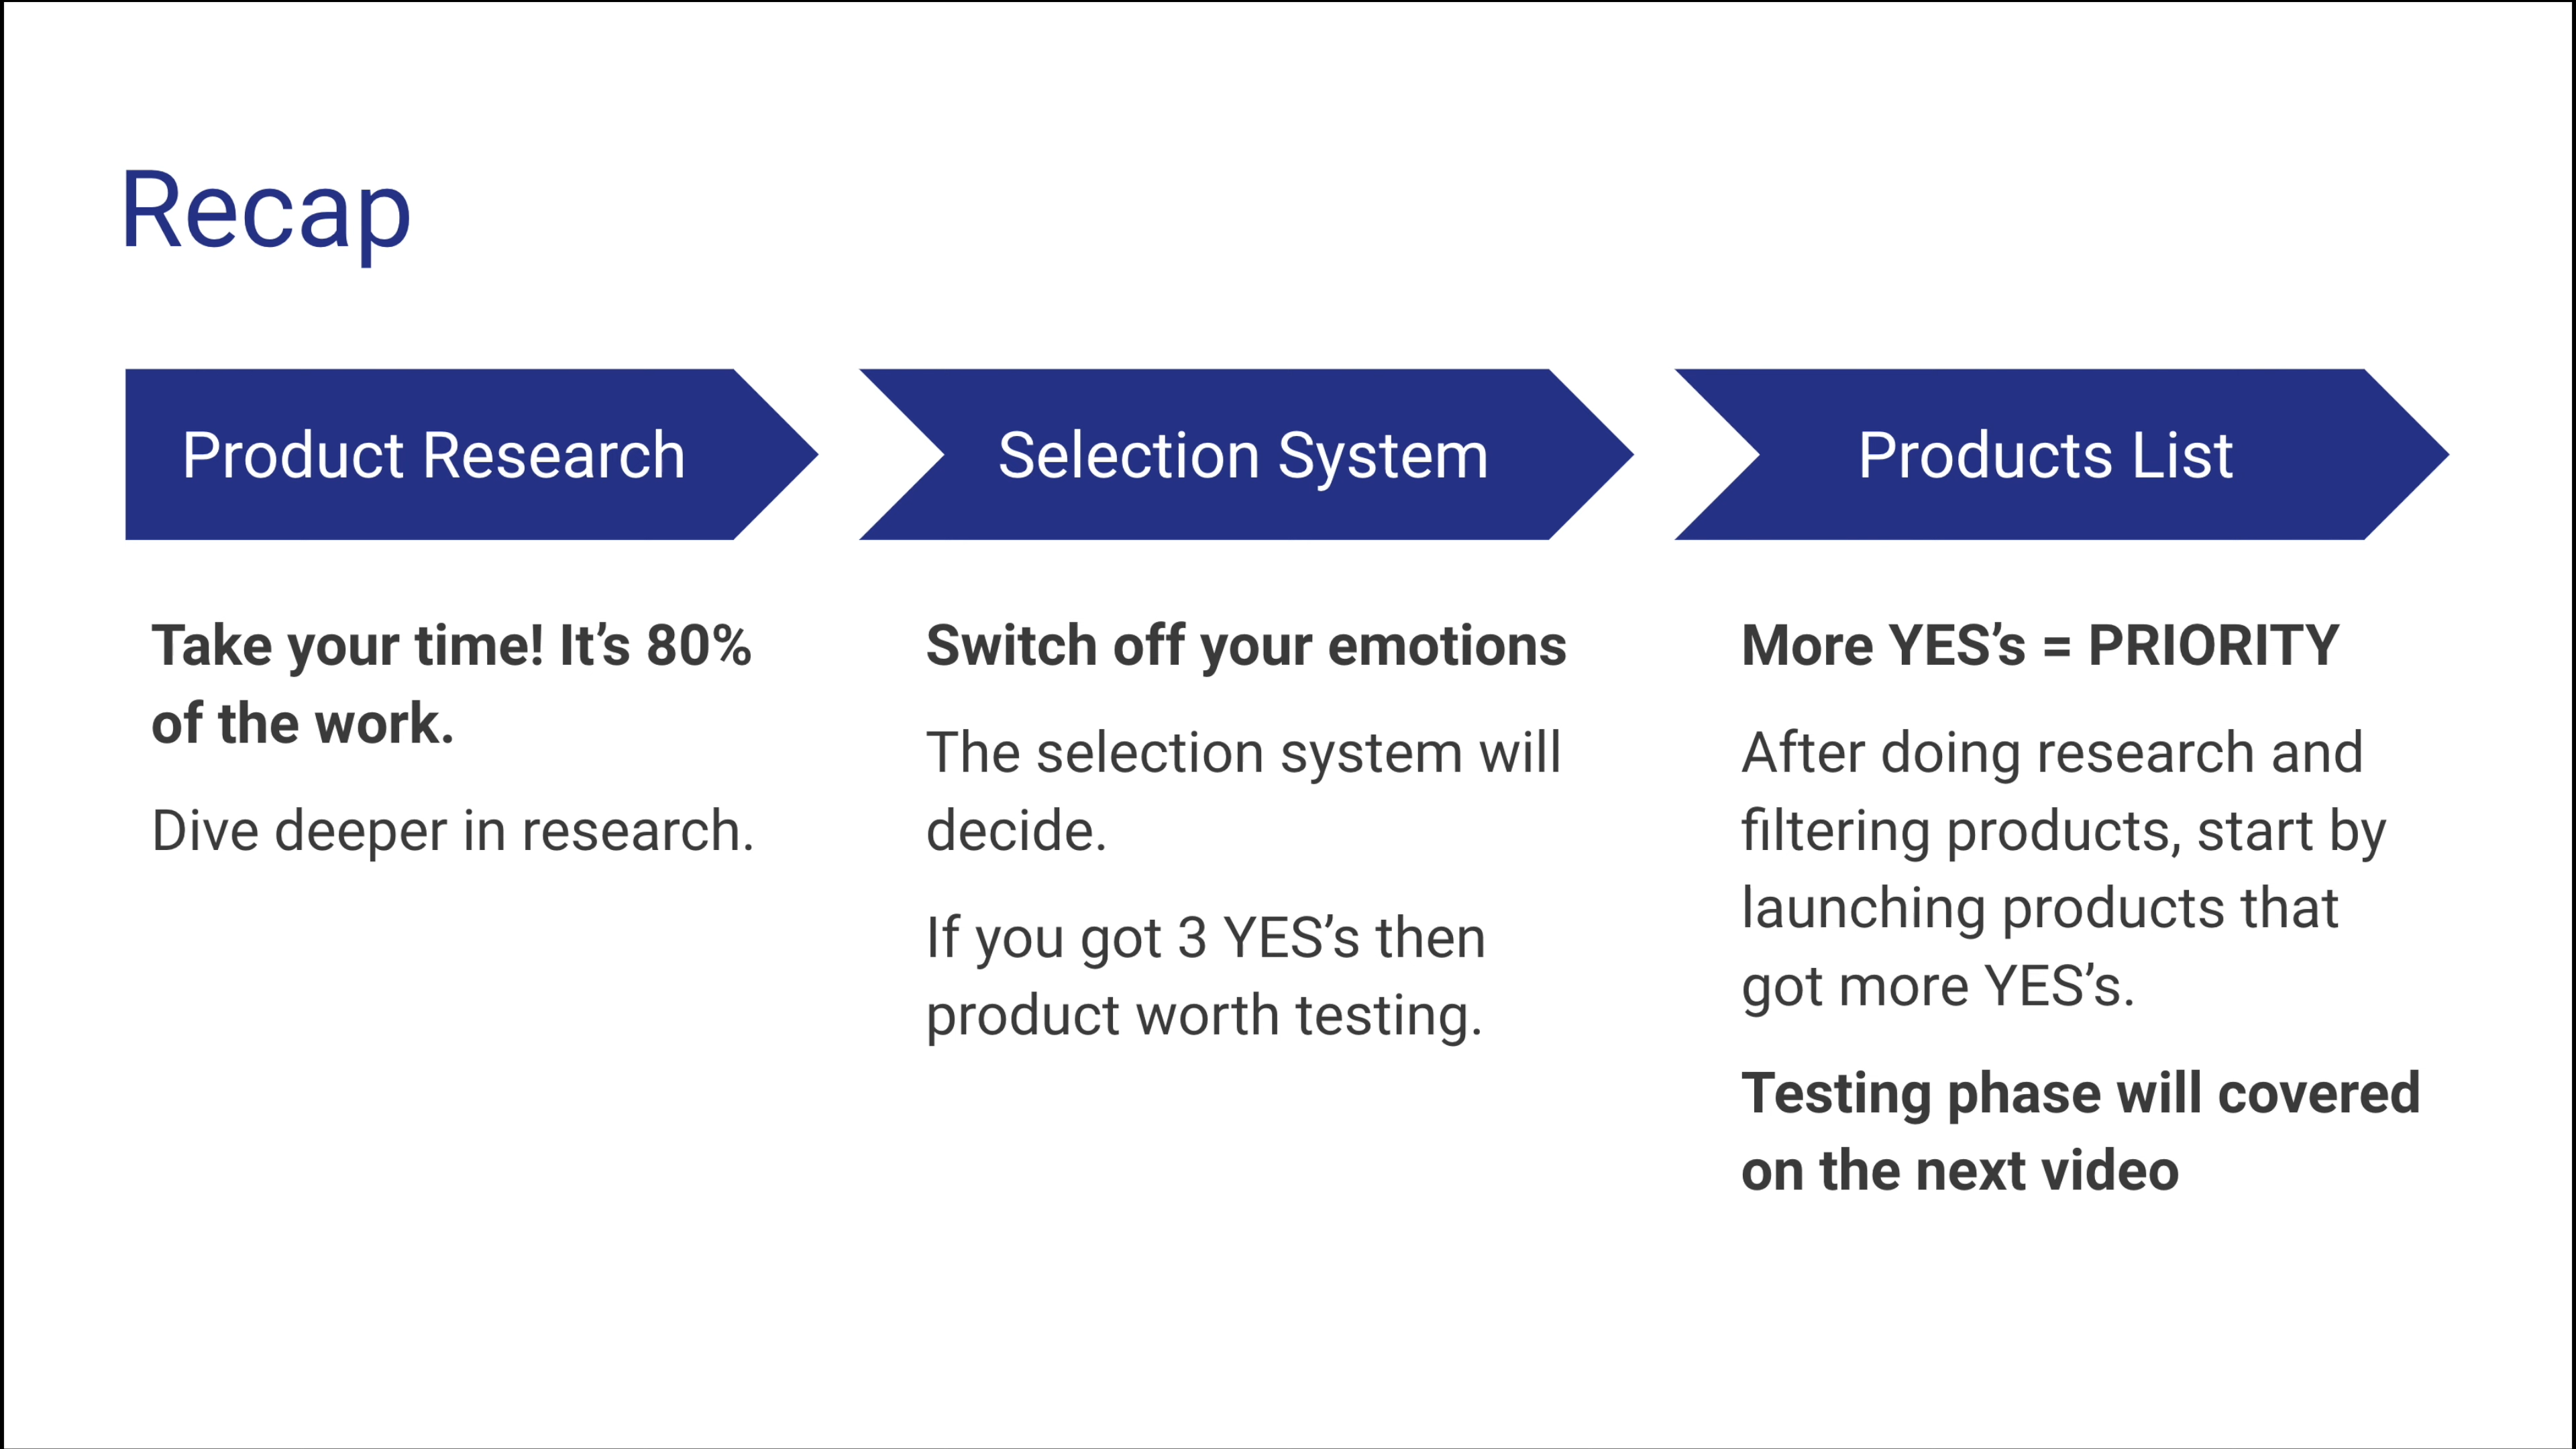 Recap
Product Research
Take your time! It’s 80%
of the work.
Dive deeper in research.
Selection System
Switch off your emotions
The selection system will
decide.
If you got 3 YES’s then
product worth testing.
Products List
More YES’s = PRIORITY
After doing research and
filtering products, start by
launching products that
got more YES’s.
Testing phase will covered
on the next video